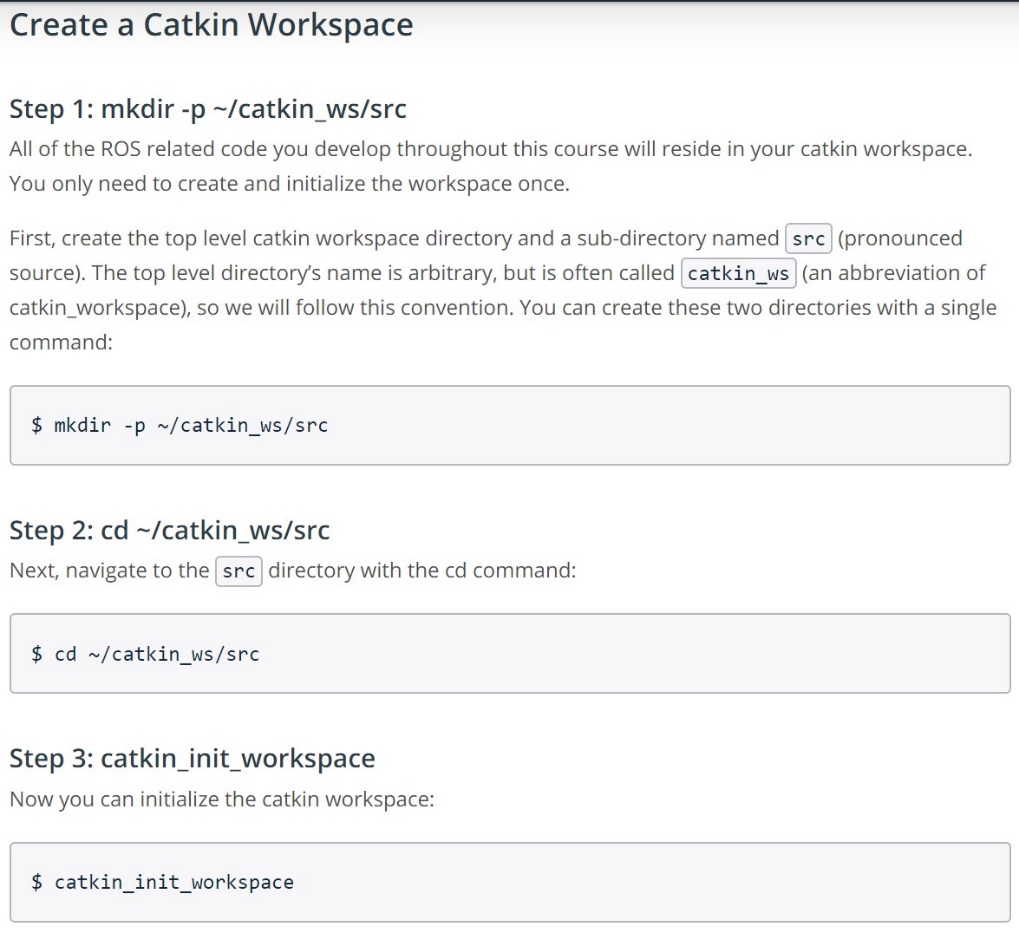 Create a Catkin Workspace
Step 1: mkdir -p ~/catkin_ws/src
All of the ROS related code you develop throughout this course will reside in your catkin workspace.
You only need to create and initialize the workspace once.
First, create the top level catkin workspace directory and a sub-directory named src (pronounced
source). The top level directory’s name is arbitrary, but is often called catkin_ws (an abbreviation of
catkin_workspace), so we will follow this convention. You can create these two directories with a single
command:
$ mkdir -p ~/catkin_ws/src
Step 2: cd ~/catkin_ws/src
Next, navigate to the src directory with the cd command:
$ cd ~/catkin_ws/src
Step 3: catkin_init_workspace
Now you can initialize the catkin workspace:
$ catkin_init_workspace